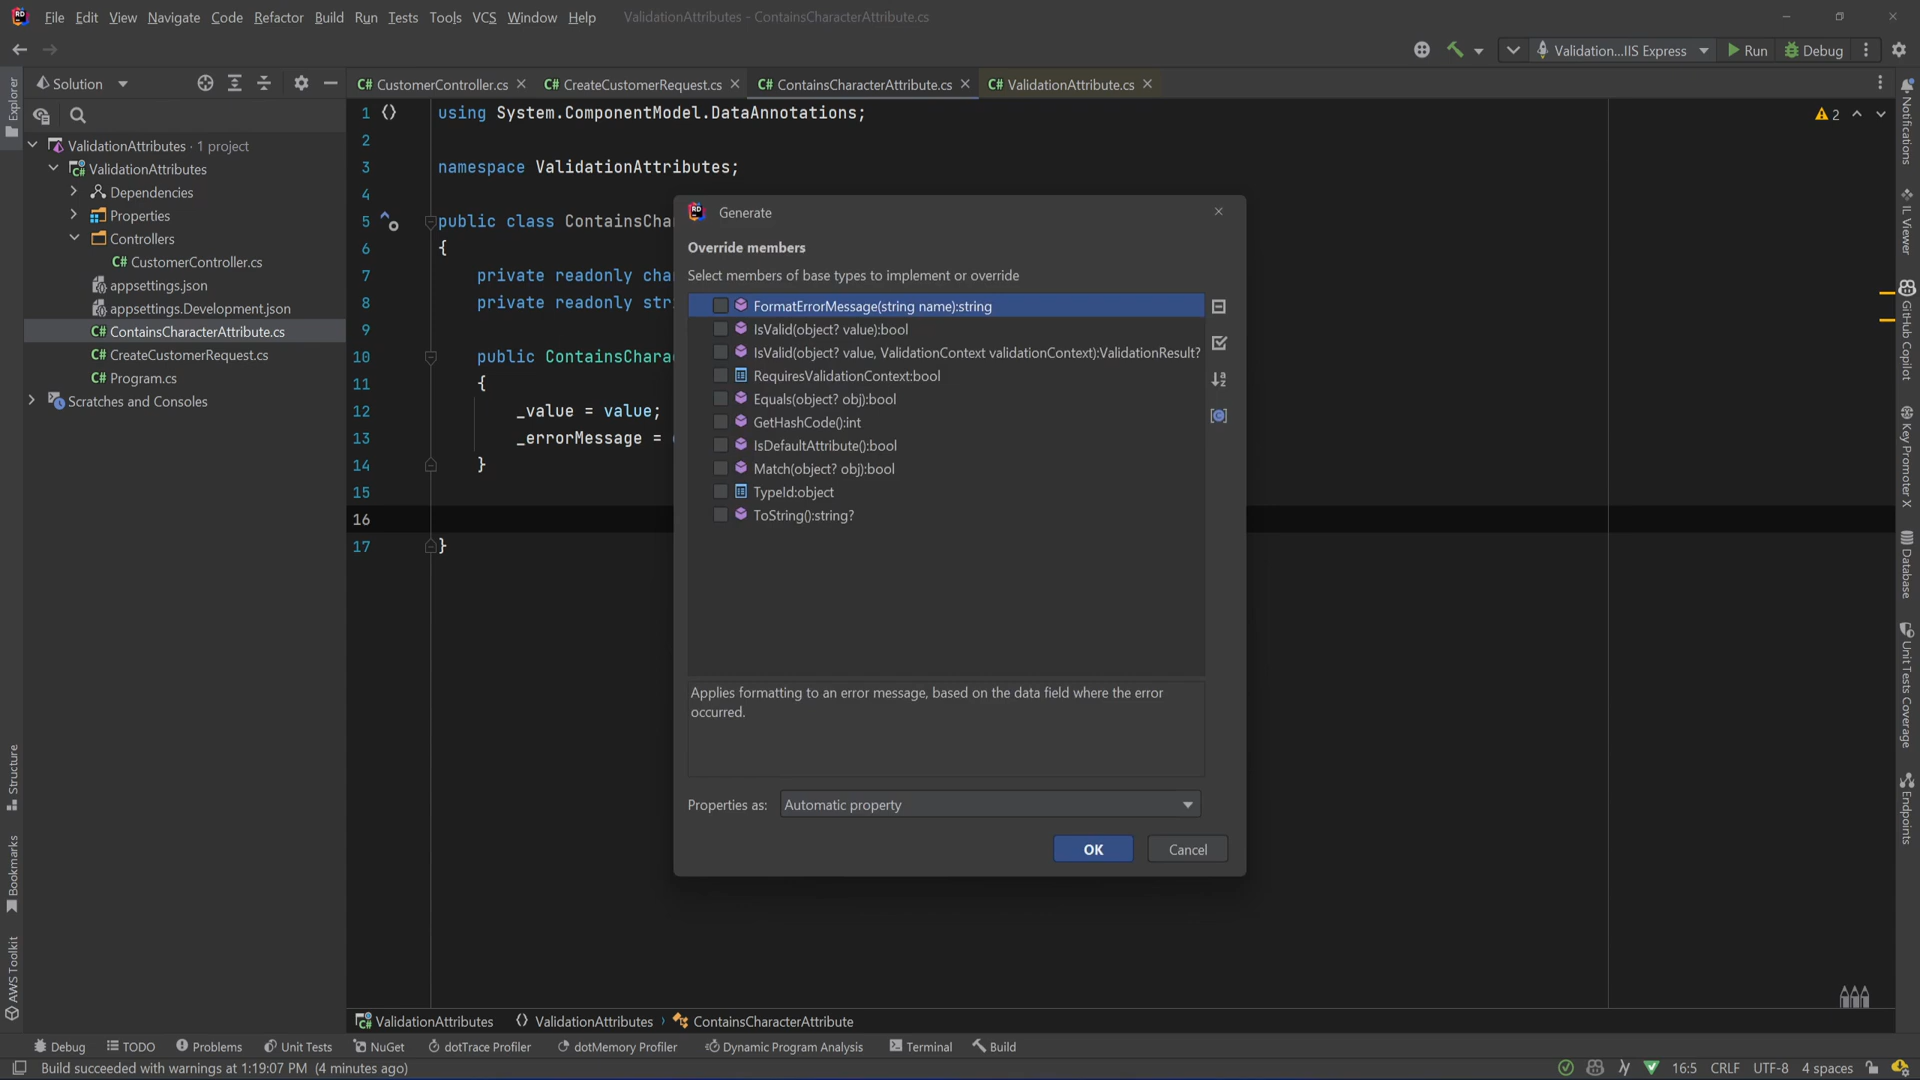 File Edit View Navigate Code Refactor Build Run Tests Tools VCS Window Help ValidationAttributes - ContainsCharacterAttribute.cs
Validation...IIS Express Run Debug
Solution
CustomerController.cs CreateCustomerRequest.cs ContainsCharacterAttribute.cs ValidationAttribute.cs
Explorer
ValidationAttributes · 1 project
ValidationAttributes
Dependencies
Properties
Controllers
C# CustomerController.cs
appsettings.json
appsettings.Development.json
C# ContainsCharacterAttribute.cs
C# CreateCustomerRequest.cs
C# Program.cs
Scratches and Consoles
Structure
Bookmarks
AWS Toolkit
1 using System.ComponentModel.DataAnnotations;
2
3 namespace ValidationAttributes;
4
5 public class ContainsCha
6 {
7 private readonly cha
8 private readonly str
9
10 public ContainsChara
11 {
12 _value = value;
13 _errorMessage =
14 }
15
16
17 }
2
Generate
Override members
Select members of base types to implement or override
FormatErrorMessage(string name):string
IsValid(object? value):bool
IsValid(object? value, ValidationContext validationContext):ValidationResult?
RequiresValidationContext:bool
Equals(object? obj):bool
GetHashCode():int
IsDefaultAttribute():bool
Match(object? obj):bool
TypeId:object
ToString():string?
Applies formatting to an error message, based on the data field where the error
occurred.
Properties as: Automatic property
OK Cancel
Notifications
IL Viewer
GitHub Copilot
Key Promoter X
Database
Unit Tests Coverage
Endpoints
ValidationAttributes ValidationAttributes › ContainsCharacterAttribute
Debug TODO Problems Unit Tests NuGet dotTrace Profiler dotMemory Profiler Dynamic Program Analysis Terminal Build
Build succeeded with warnings at 1:19:07 PM (4 minutes ago) 16:5 CRLF UTF-8 4 spaces